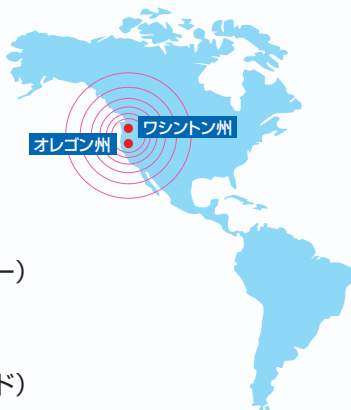 ワシントン州
オレゴン州
ー）
ド）